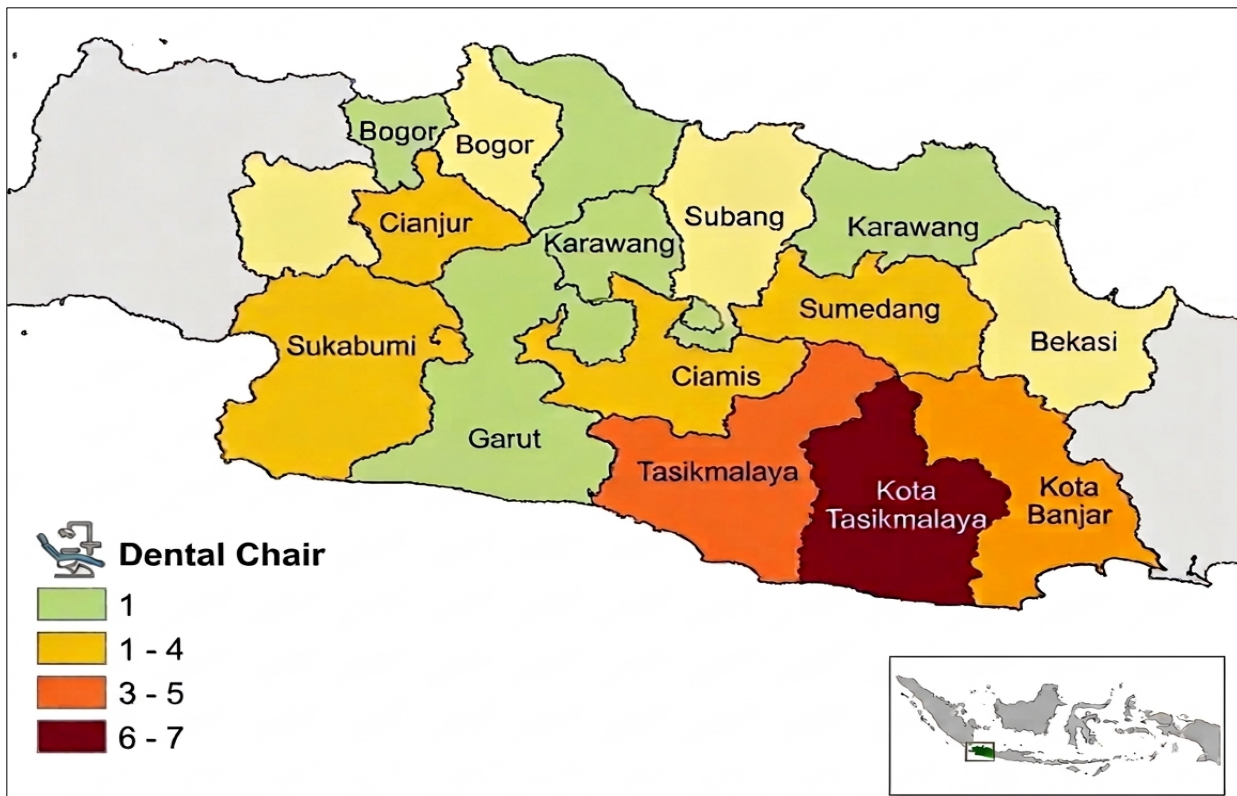 Bogor
Bogor
Cianjur
Karawang
Subang
Karawang
Sukabumi
Sumedang
Bekasi
Ciamis
Garut
Tasikmalaya
Kota
Tasikmalaya
Kota
Banjar
Dental Chair
1
1 - 4
3 - 5
6 - 7